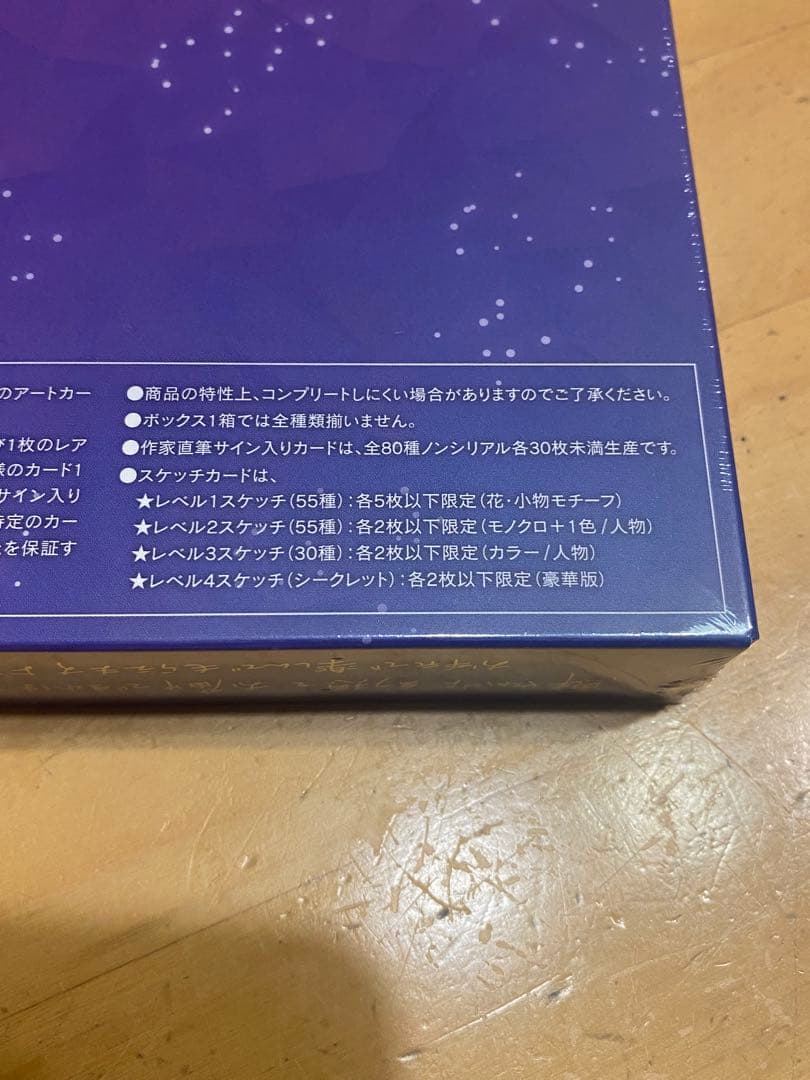 のアートカー
1枚のレア
様のカード1
サイン入り
定のカー
を保証す
●商品の特性上、コンプリートしにくい場合がありますのでご了承ください。
●ボックス1箱では全種類揃いません。
●作家直筆サイン入りカードは、全80種ノンシリアル各30枚未満生産です。
●スケッチカードは、
★レベル1スケッチ(55種):各5枚以下限定(花・小物モチーフ)
★レベル2スケッチ(55種):各2枚以下限定(モノクロ+1色/人物)
★レベル3スケッチ(30種):各2枚以下限定(カラー/人物)
★レベル4スケッチ(シークレット):各2枚以下限定(豪華版)